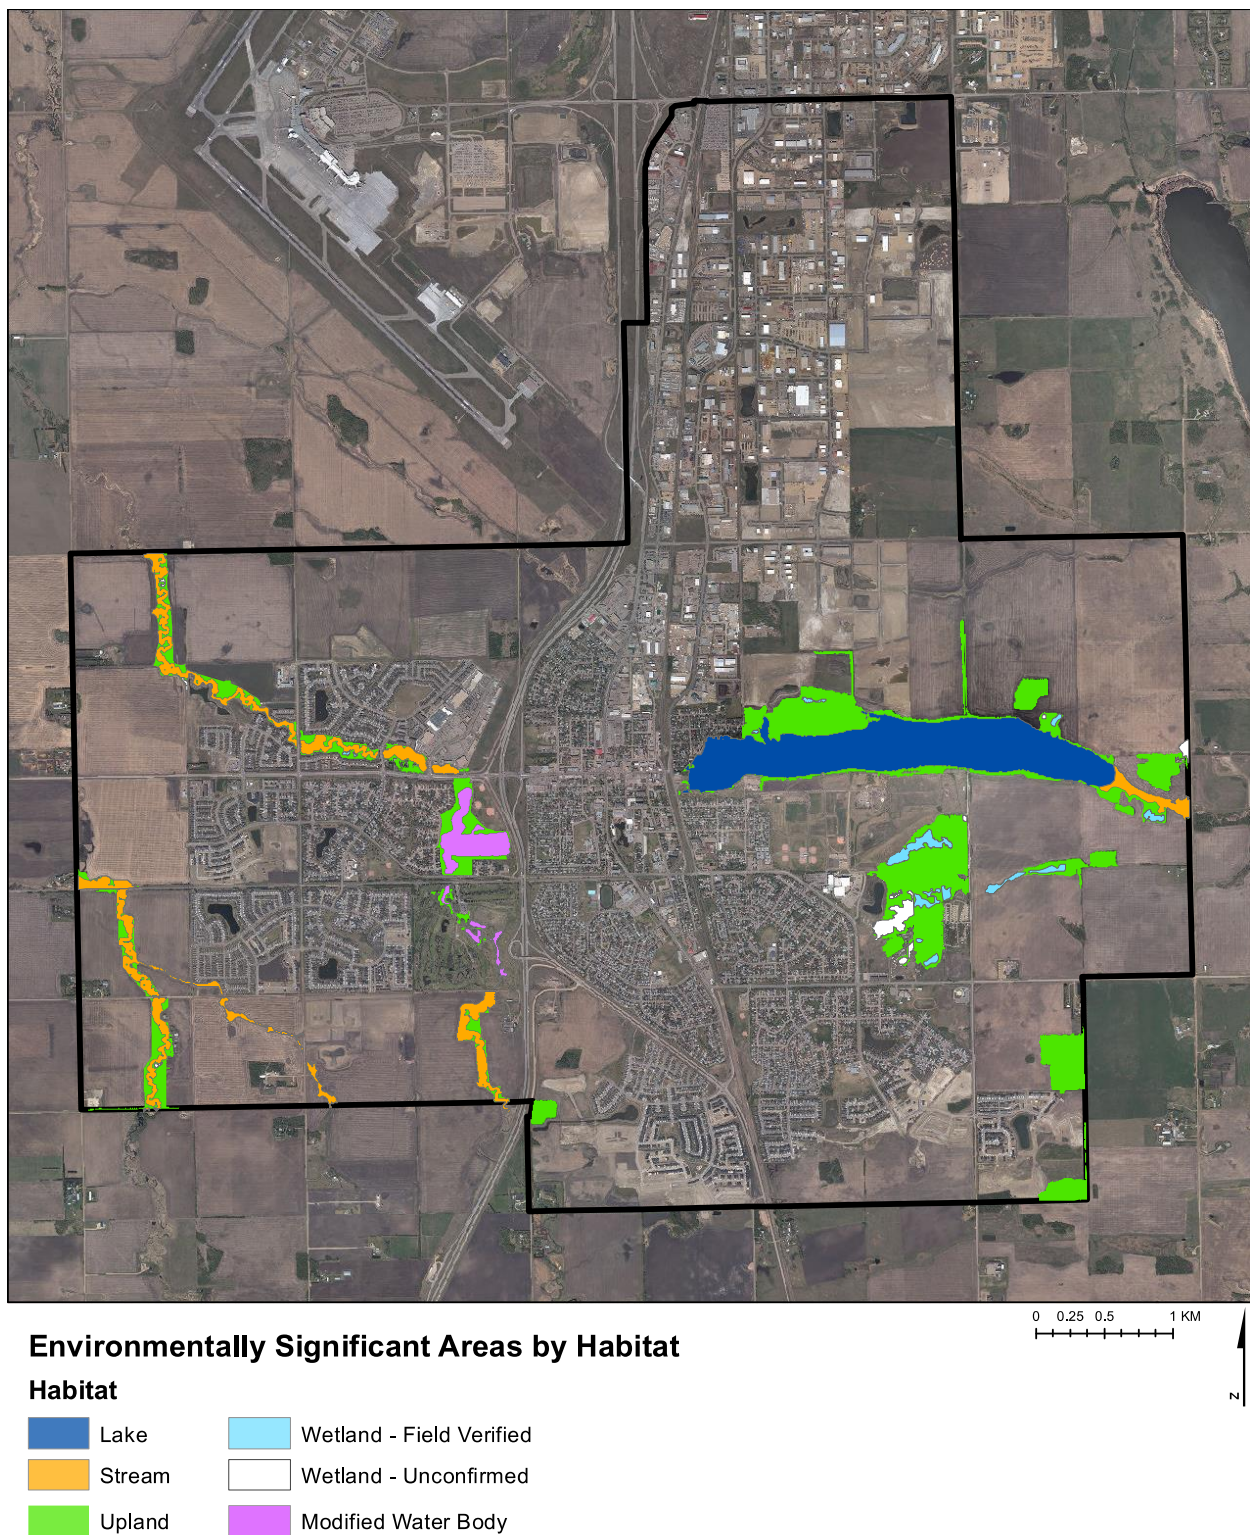 0 0.25 0.5 1 KM
Environmentally Significant Areas by Habitat
Habitat
N
Lake
Wetland - Field Verified
Stream
Wetland - Unconfirmed
Upland
Modified Water Body